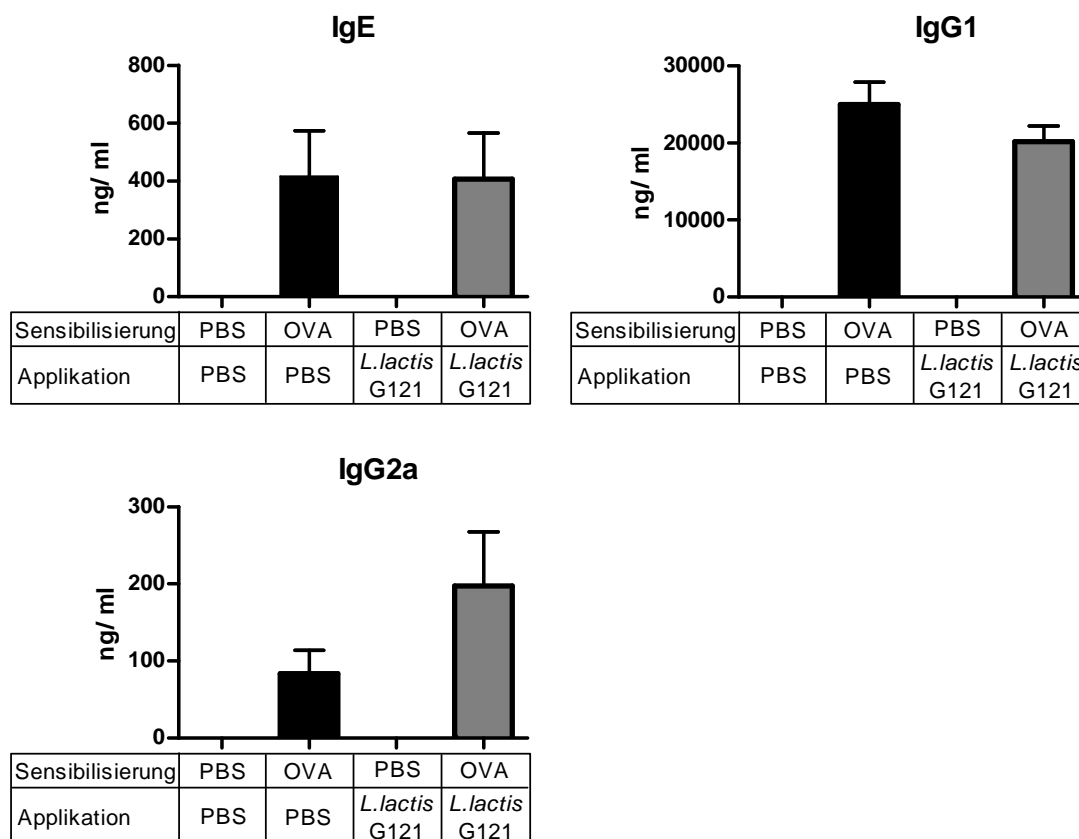 IgE
800
600
400
200
0
ng/ ml
Sensibilisierung PBS OVA PBS OVA
Applikation PBS PBS L.lactis G121 L.lactis G121
IgG1
30000
20000
10000
0
ng/ ml
Sensibilisierung PBS OVA PBS OVA
Applikation PBS PBS L.lactis G121 L.lactis G121
IgG2a
300
200
100
0
ng/ ml
Sensibilisierung PBS OVA PBS OVA
Applikation PBS PBS L.lactis G121 L.lactis G121